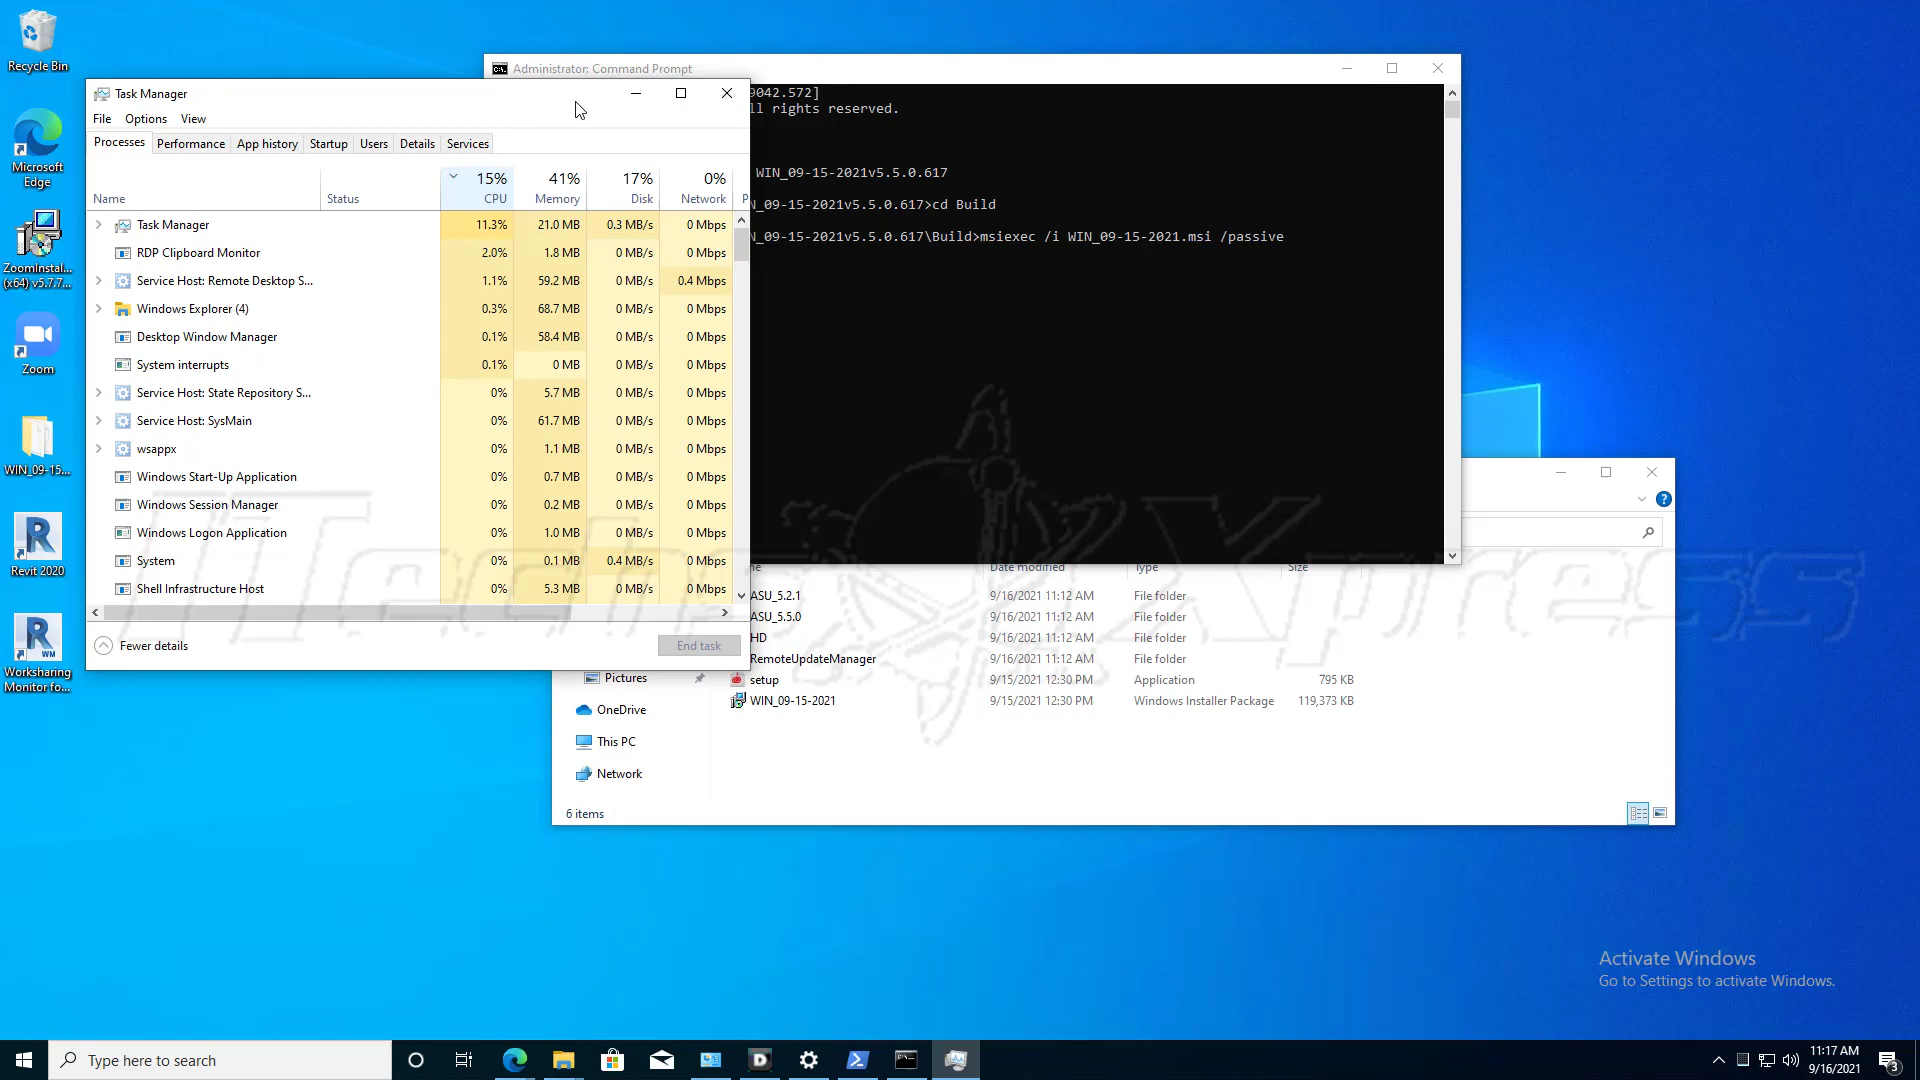 Recycle Bin
Microsoft
Edge
ZoomInstal...
(x64) v5.7.7...
Zoom
WIN_09-15...
Revit 2020
Worksharing
Monitor fo...
Administrator: Command Prompt
9042.572]
ll rights reserved.
WIN_09-15-2021v5.5.0.617
N_09-15-2021v5.5.0.617>cd Build
N_09-15-2021v5.5.0.617\Build>msiexec /i WIN_09-15-2021.msi /passive
Task Manager
File Options View
Processes Performance App history Startup Users Details Services
15% 41% 17% 0%
Name Status CPU Memory Disk Network P
Task Manager 11.3% 21.0 MB 0.3 MB/s 0 Mbps
RDP Clipboard Monitor 2.0% 1.8 MB 0 MB/s 0 Mbps
Service Host: Remote Desktop S... 1.1% 59.2 MB 0 MB/s 0.4 Mbps
Windows Explorer (4) 0.3% 68.7 MB 0 MB/s 0 Mbps
Desktop Window Manager 0.1% 58.4 MB 0 MB/s 0 Mbps
System interrupts 0.1% 0 MB 0 MB/s 0 Mbps
Service Host: State Repository S... 0% 5.7 MB 0 MB/s 0 Mbps
Service Host: SysMain 0% 61.7 MB 0 MB/s 0 Mbps
wsappx 0% 1.1 MB 0 MB/s 0 Mbps
Windows Start-Up Application 0% 0.7 MB 0 MB/s 0 Mbps
Windows Session Manager 0% 0.2 MB 0 MB/s 0 Mbps
Windows Logon Application 0% 1.0 MB 0 MB/s 0 Mbps
System 0% 0.1 MB 0.4 MB/s 0 Mbps
Shell Infrastructure Host 0% 5.3 MB 0 MB/s 0 Mbps
Fewer details End task
me Date modified Type Size
ASU_5.2.1 9/16/2021 11:12 AM File folder
ASU_5.5.0 9/16/2021 11:12 AM File folder
HD 9/16/2021 11:12 AM File folder
RemoteUpdateManager 9/16/2021 11:12 AM File folder
setup 9/15/2021 12:30 PM Application 795 KB
WIN_09-15-2021 9/15/2021 12:30 PM Windows Installer Package 119,373 KB
Pictures
OneDrive
This PC
Network
6 items
ITechs Xpress
Activate Windows
Go to Settings to activate Windows.
Type here to search
11:17 AM
9/16/2021
3